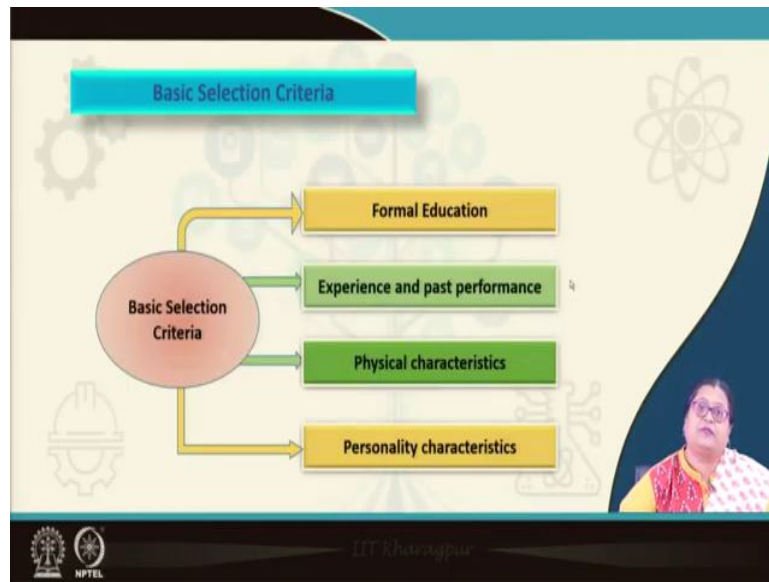 Basic Selection Criteria
Formal Education
Experience and past performance
Basic Selection
Criteria
Physical characteristics
Personality characteristics
IIT Kharagpur
NPTEL